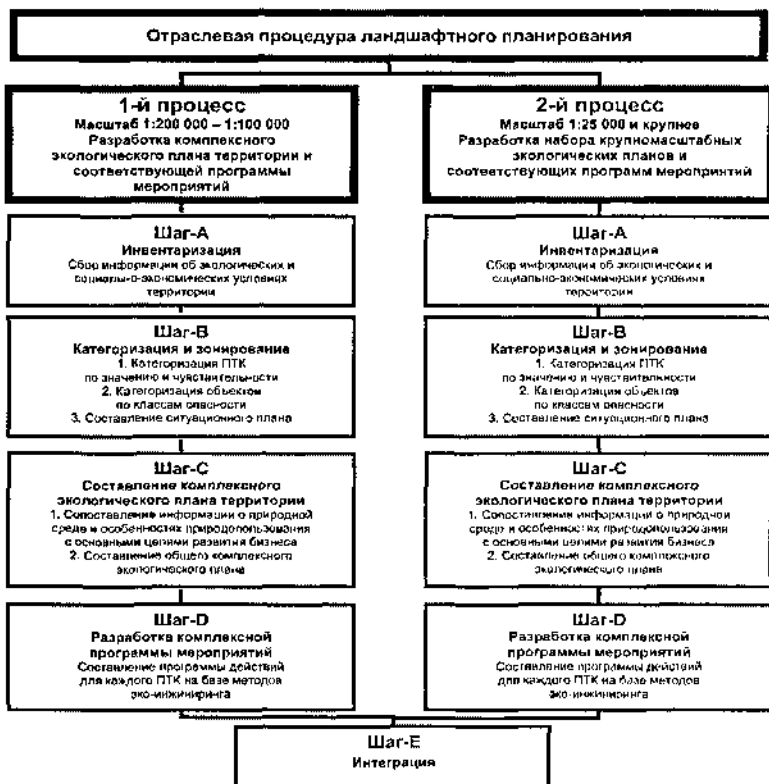 Отраслевая процедура ландшафтного планирования
1-й процесс
Масштаб 1:200 000 – 1:100 000
Разработка комплексного
экологического плана территории и
соответствующей программы
мероприятий
Шаг-А
Инвентаризация
Сбор информации об экологических и
социально-экономических условиях
территории
Шаг-В
Категоризация и зонирование
1. Категоризация ПТК
по значению и чувствительности
2. Категоризация объектов
по классам опасности
3. Составление ситуационного плана
Шаг-С
Составление комплексного
экологического плана территории
1. Сопоставление информации о природной
среде и особенностях природопользования
с основными целями развития бизнеса
2. Составление общего комплексного
экологического плана
Шаг-D
Разработка комплексной
программы мероприятий
Составление программы действий
для каждого ПТК на базе методов
эко-инжиниринга
2-й процесс
Масштаб 1:25 000 и крупнее
Разработка набора крупномасштабных
экологических планов и
соответствующих программ мероприятий
Шаг-А
Инвентаризация
Сбор информации об экологических и
социально-экономических условиях
территории
Шаг-В
Категоризация и зонирование
1. Категоризация ПТК
по значению и чувствительности
2. Категоризация объектов
по классам опасности
3. Составление ситуационного плана
Шаг-С
Составление комплексного
экологического плана территории
1. Сопоставление информации о природной
среде и особенностях природопользования
с основными целями развития бизнеса
2. Составление общего комплексного
экологического плана
Шаг-D
Разработка комплексной
программы мероприятий
Составление программы действий
для каждого ПТК на базе методов
эко-инжиниринга
Шаг-Е
Интеграция